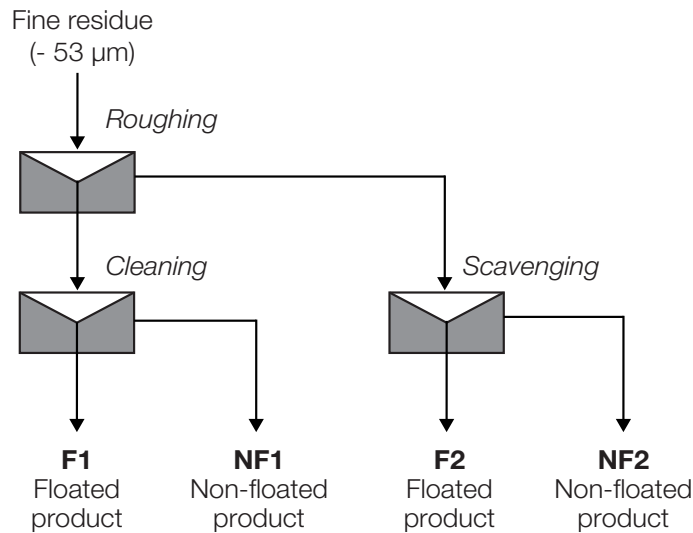 Fine residue
(- 53 µm)
Roughing
Cleaning
Scavenging
F1
Floated
product
NF1
Non-floated
product
F2
Floated
product
NF2
Non-floated
product